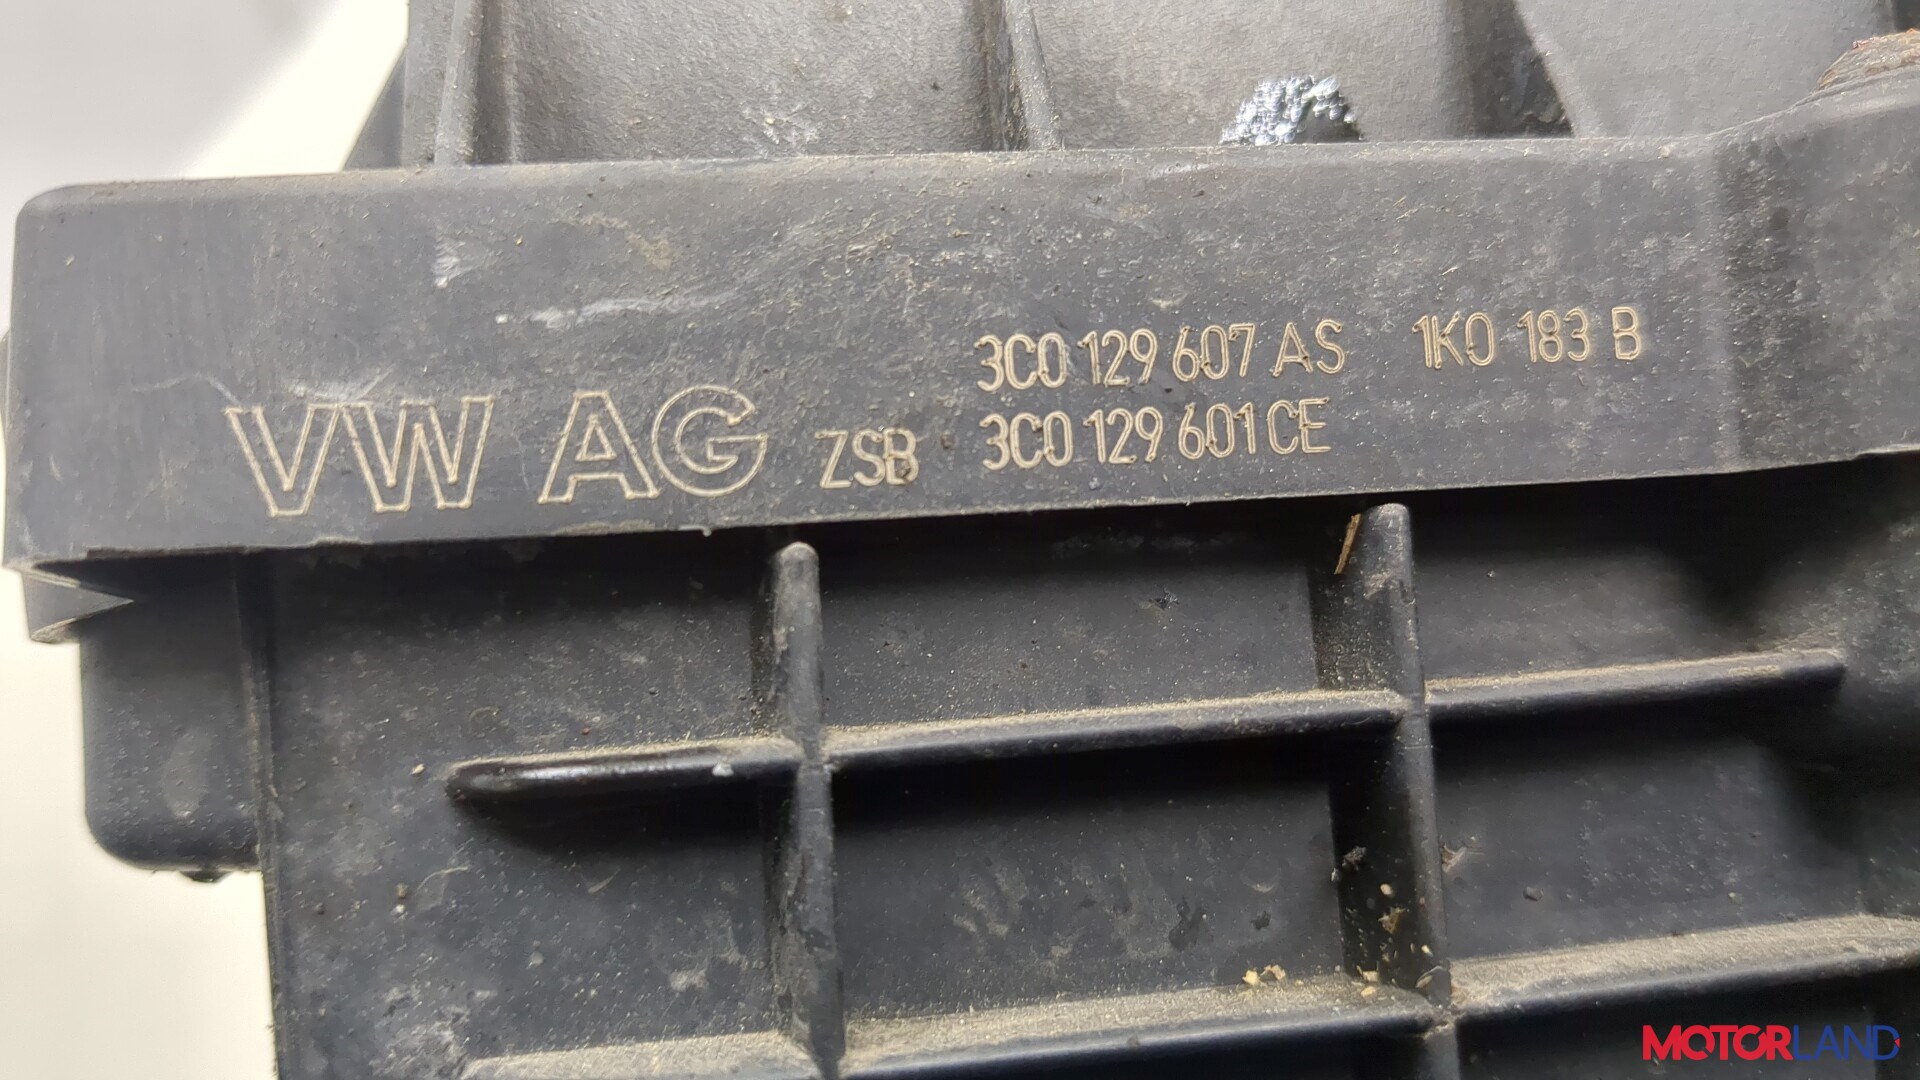 3C0 129 607 AS 1K0 183 B
VW AG ZSB 3C0 129 601 CE
MOTORLAND